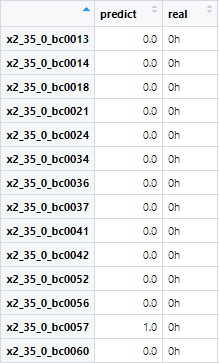 predict real
x2_35_0_bc0013 0.0 0h
x2_35_0_bc0014 0.0 0h
x2_35_0_bc0018 0.0 0h
x2_35_0_bc0021 0.0 0h
x2_35_0_bc0024 0.0 0h
x2_35_0_bc0034 0.0 0h
x2_35_0_bc0036 0.0 0h
x2_35_0_bc0037 0.0 0h
x2_35_0_bc0041 0.0 0h
x2_35_0_bc0042 0.0 0h
x2_35_0_bc0052 0.0 0h
x2_35_0_bc0056 0.0 0h
x2_35_0_bc0057 1.0 0h
x2_35_0_bc0060 0.0 0h